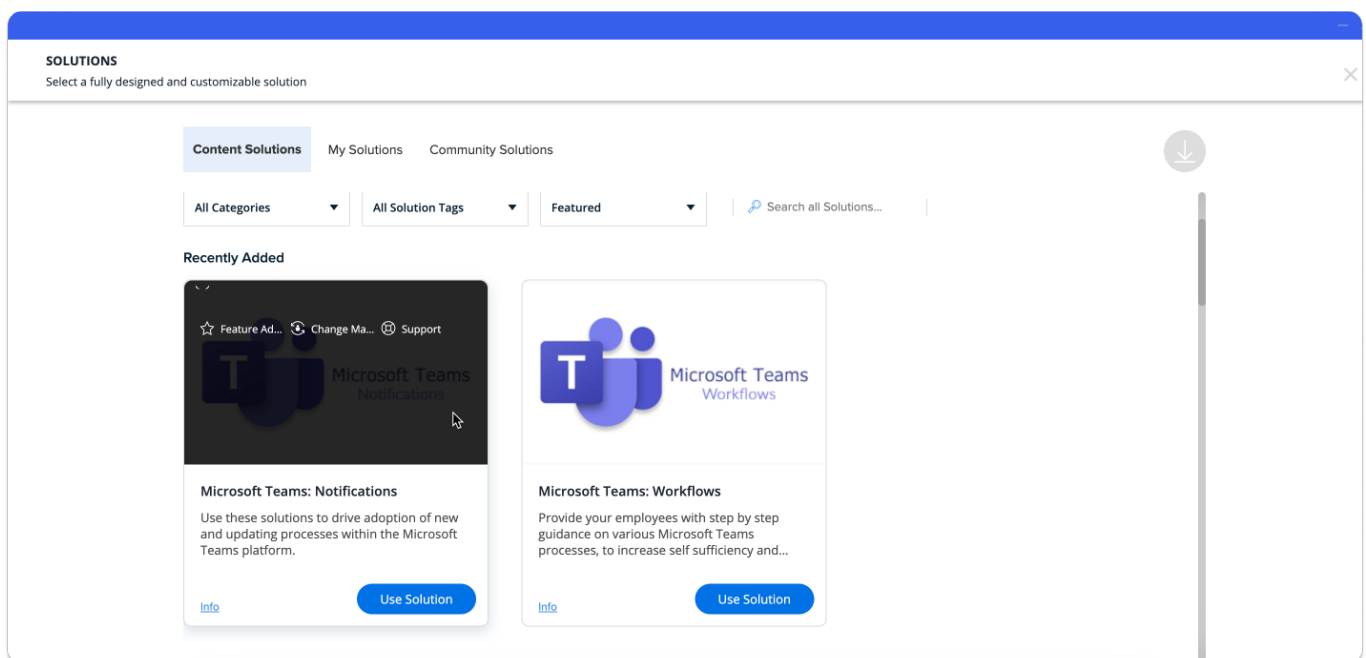 SOLUTIONS
Select a fully designed and customizable solution
Content Solutions
My Solutions
Community Solutions
All Categories
All Solution Tags
Featured
Search all Solutions...
Recently Added
Feature Ad...
Change Ma...
Support
T
Microsoft Teams
Notifications
T
Microsoft Teams
Workflows
Microsoft Teams: Notifications
Use these solutions to drive adoption of new
and updating processes within the Microsoft
Teams platform.
Info
Use Solution
Microsoft Teams: Workflows
Provide your employees with step by step
guidance on various Microsoft Teams
processes, to increase self sufficiency and...
Info
Use Solution